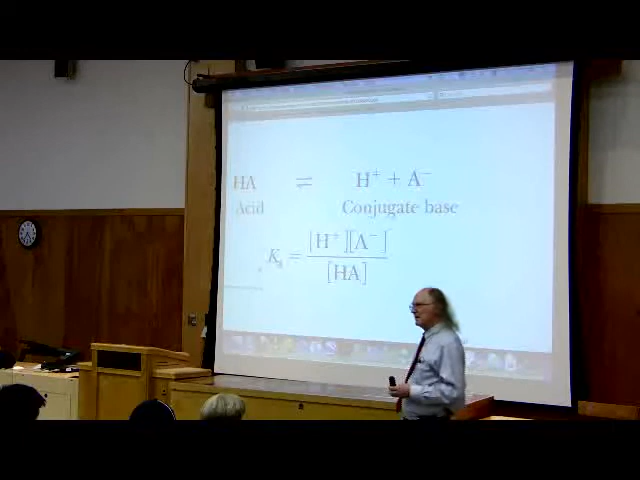 HA ⇌ H⁺ + A⁻
Acid Conjugate base
Kₐ = [H⁺][A⁻] / [HA]